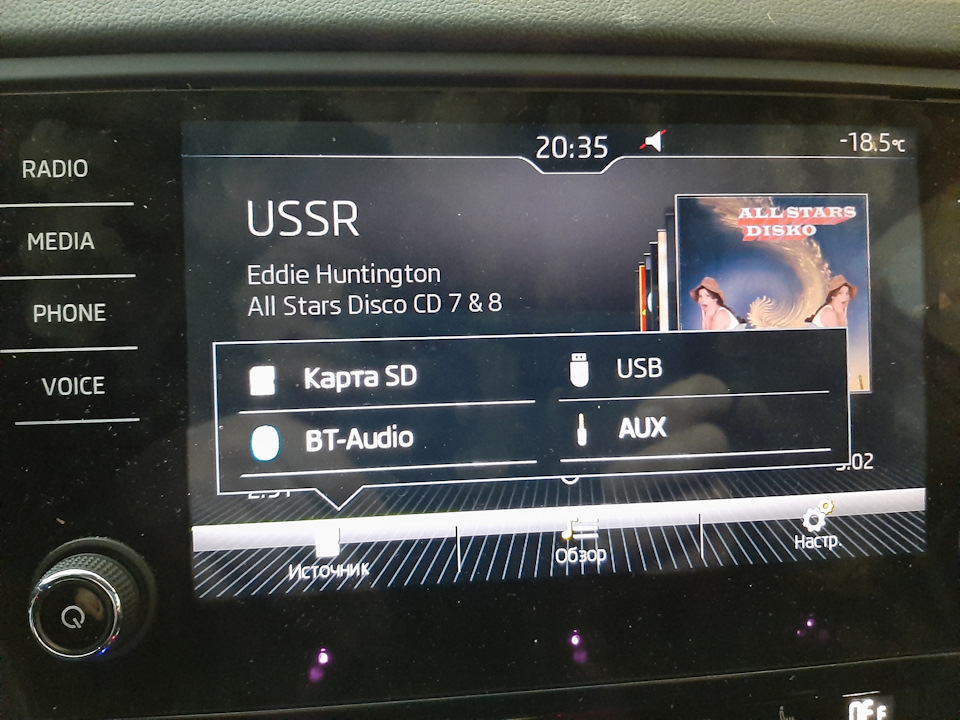 20:35
-18.5°C
RADIO
MEDIA
PHONE
VOICE
USSR
Eddie Huntington
All Stars Disco CD 7 & 8
ALL STARS
DISKO
Карта SD
USB
BT-Audio
AUX
Источник
Обзор
Настр.
OFF